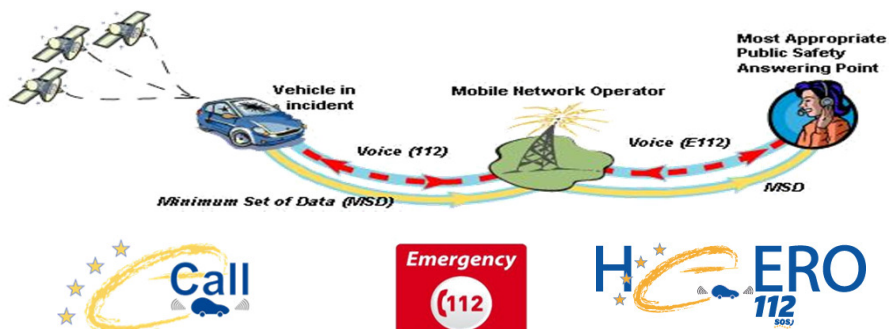 Most Appropriate
Public Safety
Answering Point
Vehicle in
incident
Mobile Network Operator
Voice (112)
Voice (E112)
Minimum Set of Data (MSD)
MSD
Call
Emergency
112
H ERO
112
SOS